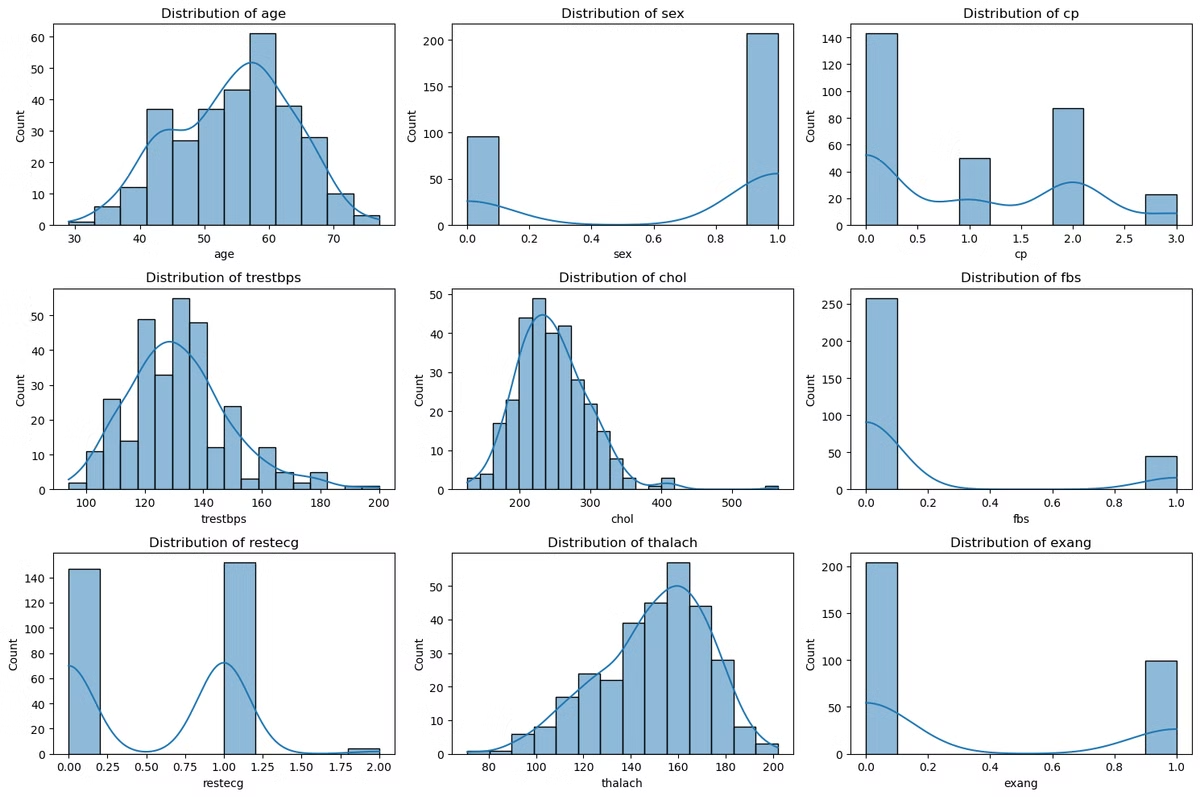 Distribution of age
60
50
40
30
20
10
0
Count
30 40 50 60 70
age
Distribution of sex
200
150
100
50
0
Count
0.0 0.2 0.4 0.6 0.8 1.0
sex
Distribution of cp
140
120
100
80
60
40
20
0
Count
0.0 0.5 1.0 1.5 2.0 2.5 3.0
cp
Distribution of trestbps
50
40
30
20
10
0
Count
100 120 140 160 180 200
trestbps
Distribution of chol
50
40
30
20
10
0
Count
200 300 400 500
chol
Distribution of fbs
250
200
150
100
50
0
Count
0.0 0.2 0.4 0.6 0.8 1.0
fbs
Distribution of restecg
140
120
100
80
60
40
20
0
Count
0.00 0.25 0.50 0.75 1.00 1.25 1.50 1.75 2.00
restecg
Distribution of thalach
50
40
30
20
10
0
Count
80 100 120 140 160 180 200
thalach
Distribution of exang
200
150
100
50
0
Count
0.0 0.2 0.4 0.6 0.8 1.0
exang